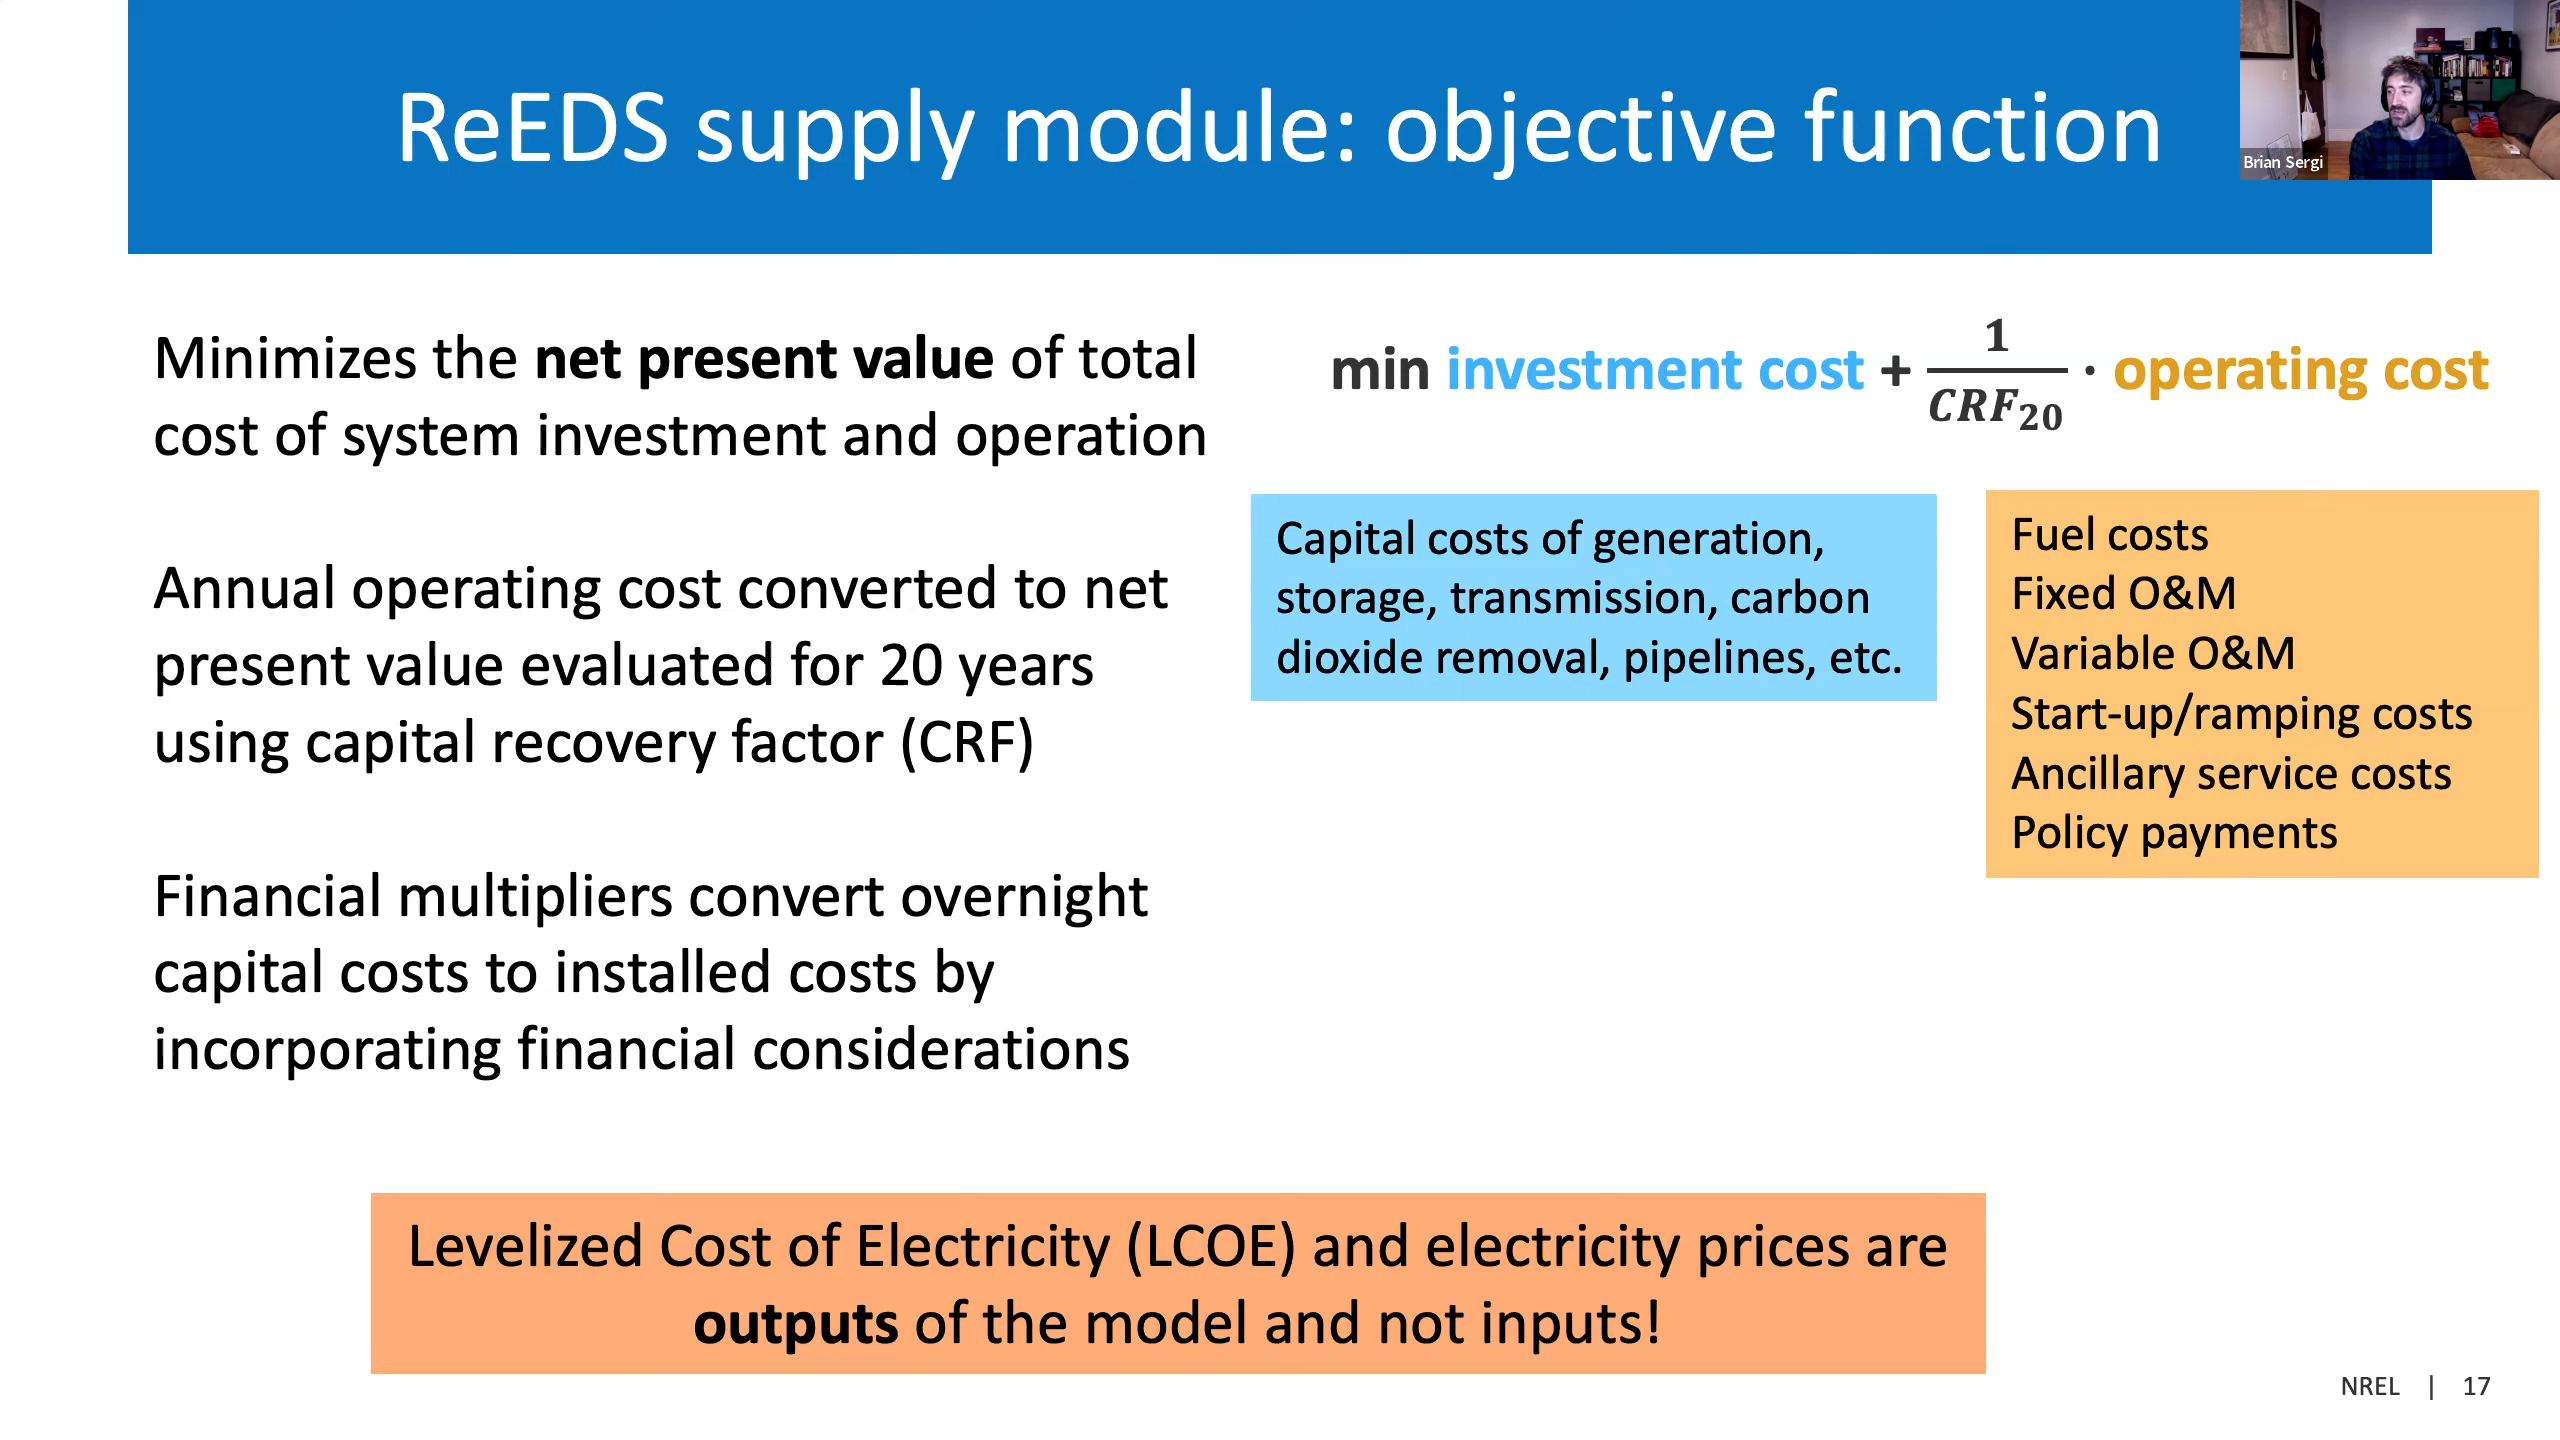 ReEDS supply module: objective function
Brian Sergi
Minimizes the net present value of total
cost of system investment and operation
Annual operating cost converted to net
present value evaluated for 20 years
using capital recovery factor (CRF)
Financial multipliers convert overnight
capital costs to installed costs by
incorporating financial considerations
min investment cost + 1/CRF₂₀ · operating cost
Capital costs of generation,
storage, transmission, carbon
dioxide removal, pipelines, etc.
Fuel costs
Fixed O&M
Variable O&M
Start-up/ramping costs
Ancillary service costs
Policy payments
Levelized Cost of Electricity (LCOE) and electricity prices are
outputs of the model and not inputs!
NREL | 17